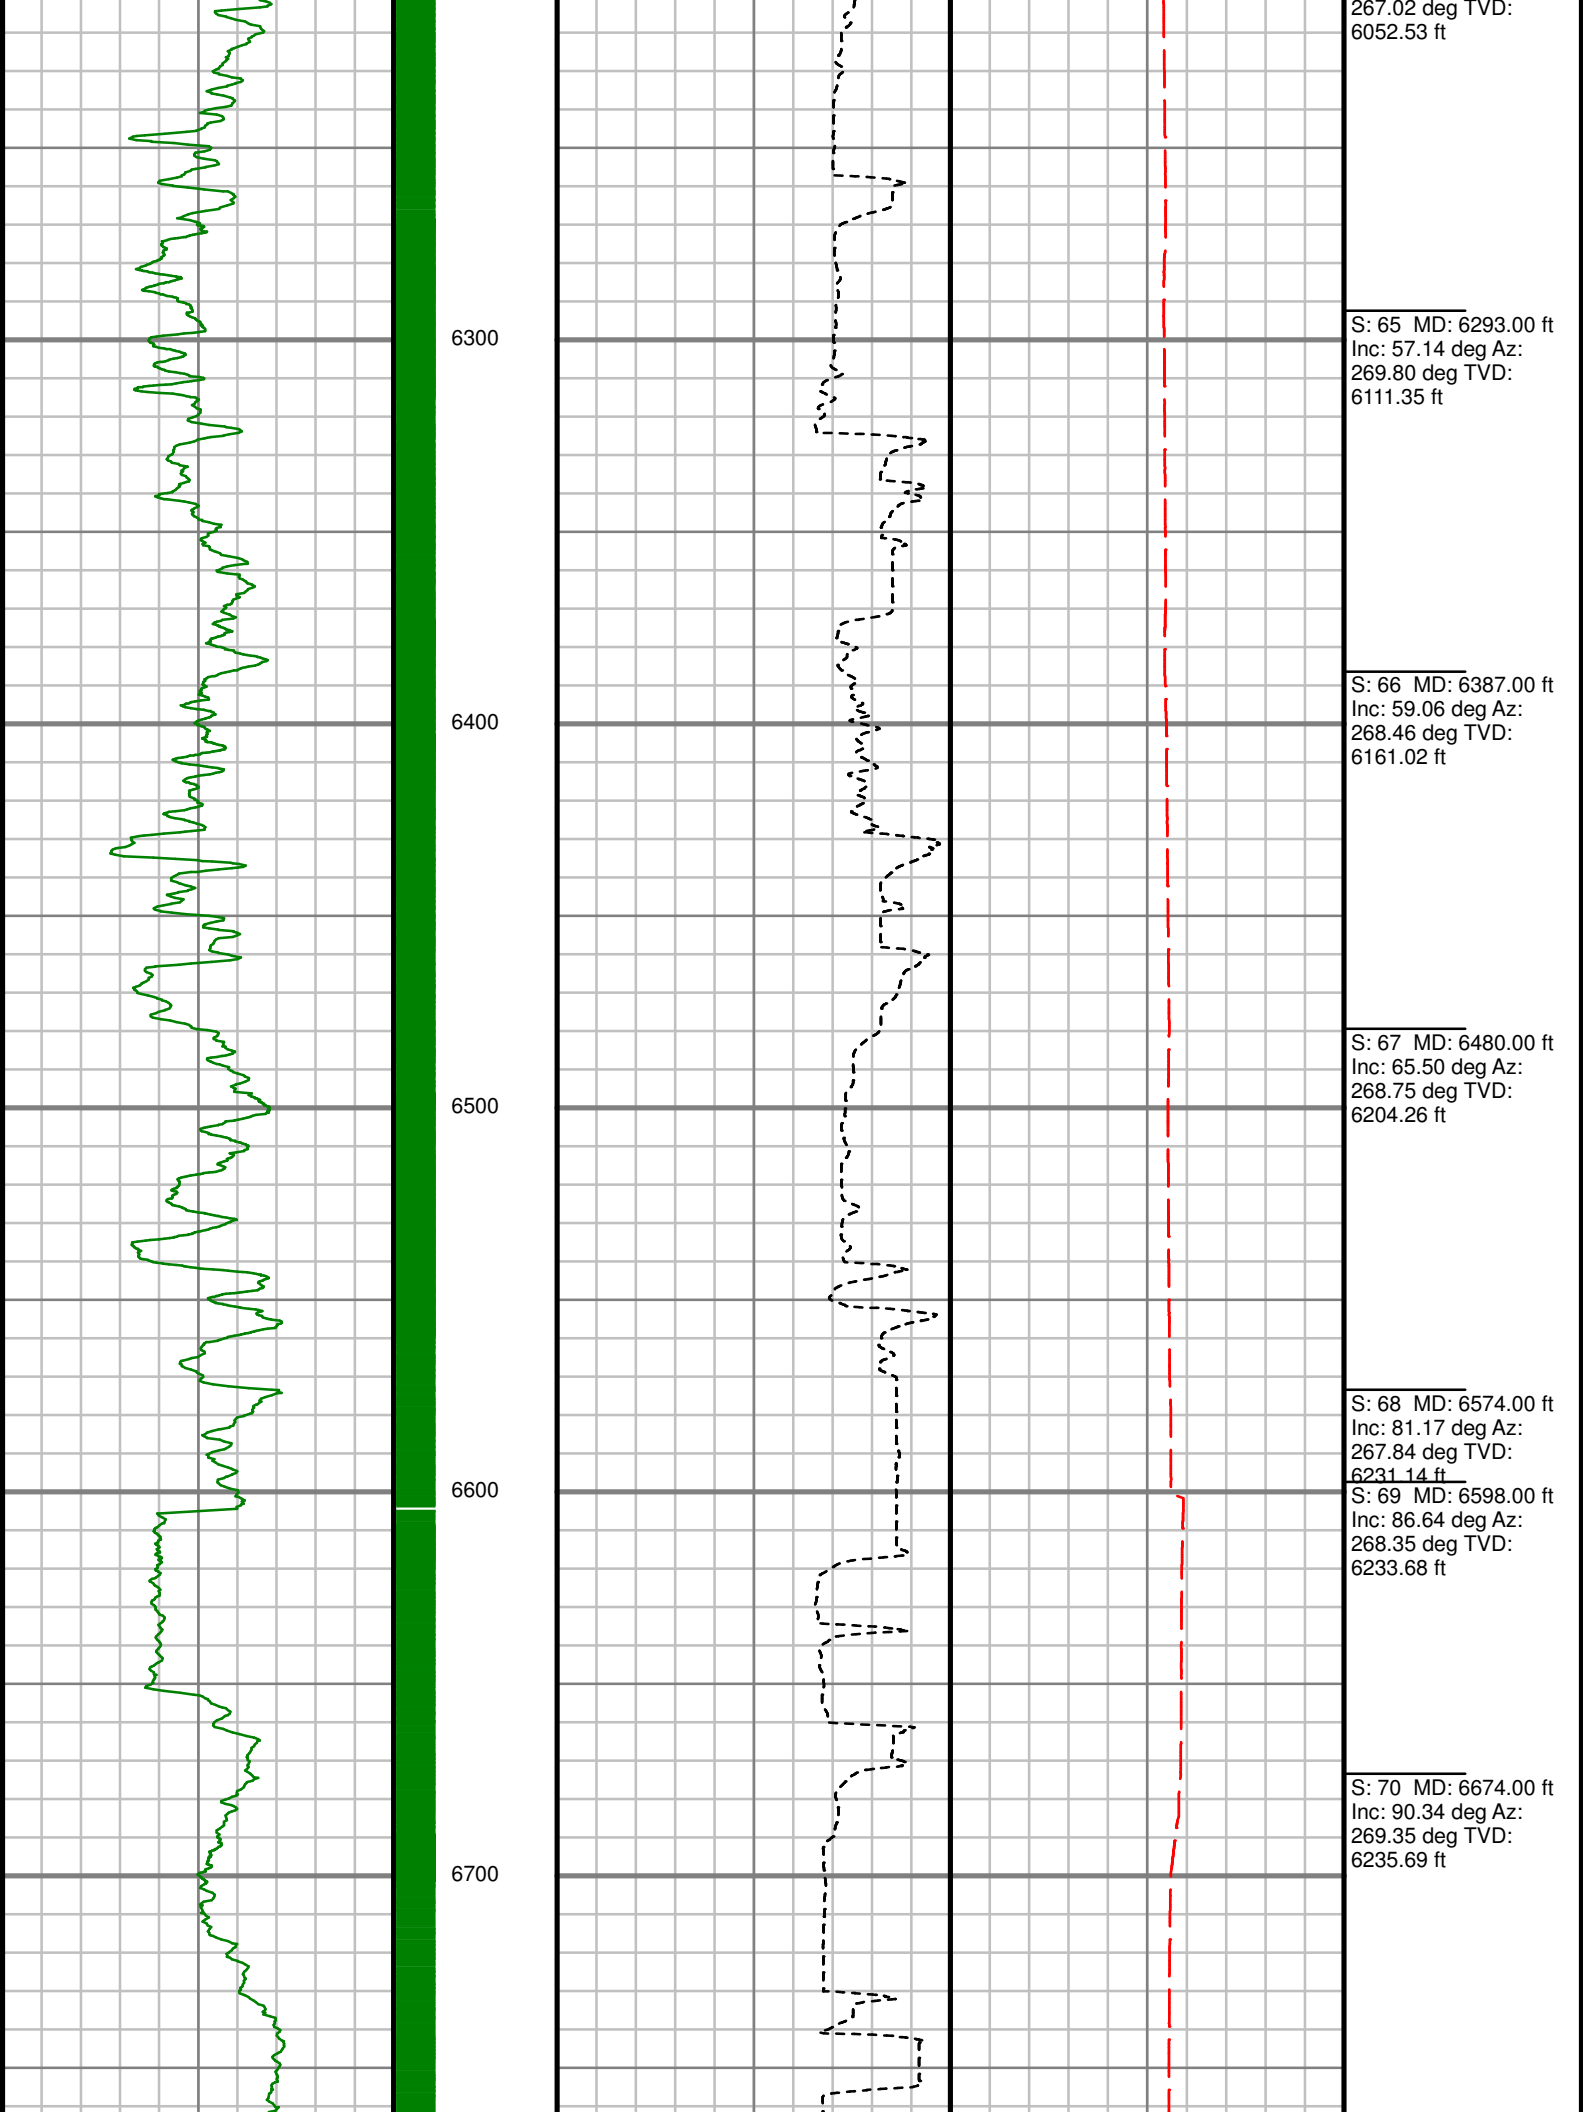 267.02 deg TVD:
6052.53 ft
6300
S: 65 MD: 6293.00 ft
Inc: 57.14 deg Az:
269.80 deg TVD:
6111.35 ft
6400
S: 66 MD: 6387.00 ft
Inc: 59.06 deg Az:
268.46 deg TVD:
6161.02 ft
6500
S: 67 MD: 6480.00 ft
Inc: 65.50 deg Az:
268.75 deg TVD:
6204.26 ft
6600
S: 68 MD: 6574.00 ft
Inc: 81.17 deg Az:
267.84 deg TVD:
6231.14 ft
S: 69 MD: 6598.00 ft
Inc: 86.64 deg Az:
268.35 deg TVD:
6233.68 ft
6700
S: 70 MD: 6674.00 ft
Inc: 90.34 deg Az:
269.35 deg TVD:
6235.69 ft